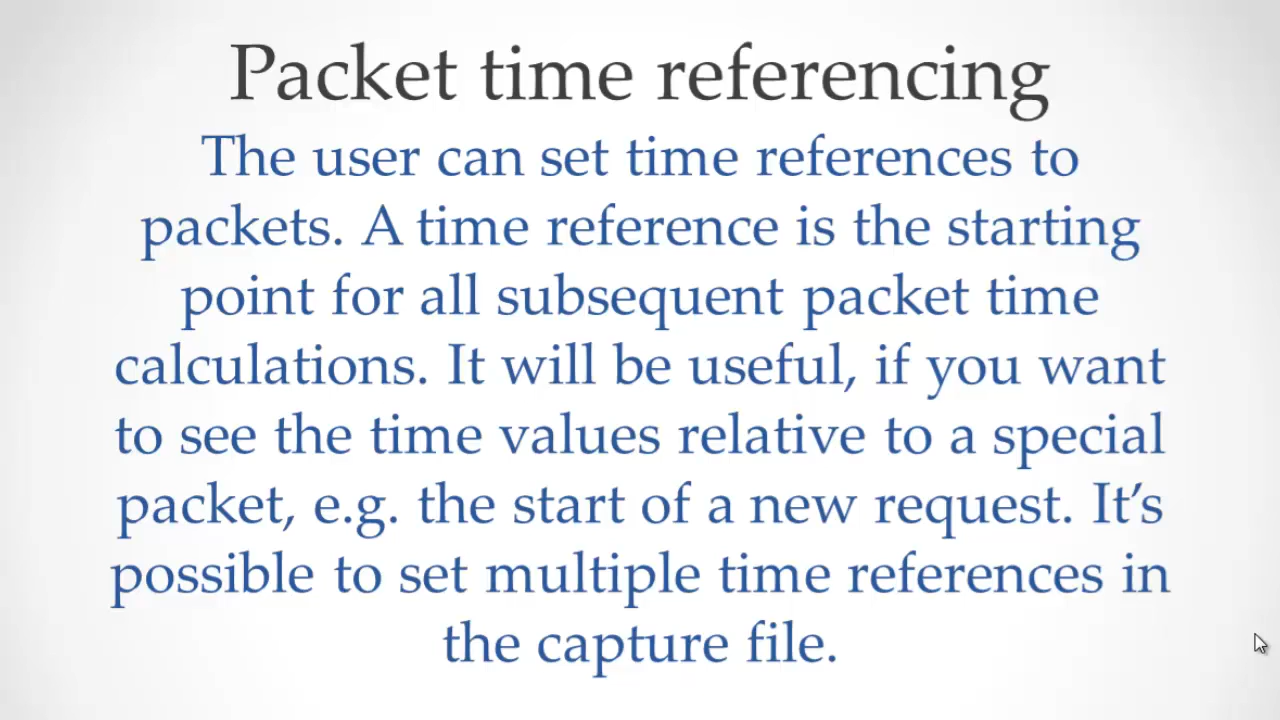 Packet time referencing
The user can set time references to
packets. A time reference is the starting
point for all subsequent packet time
calculations. It will be useful, if you want
to see the time values relative to a special
packet, e.g. the start of a new request. It’s
possible to set multiple time references in
the capture file.